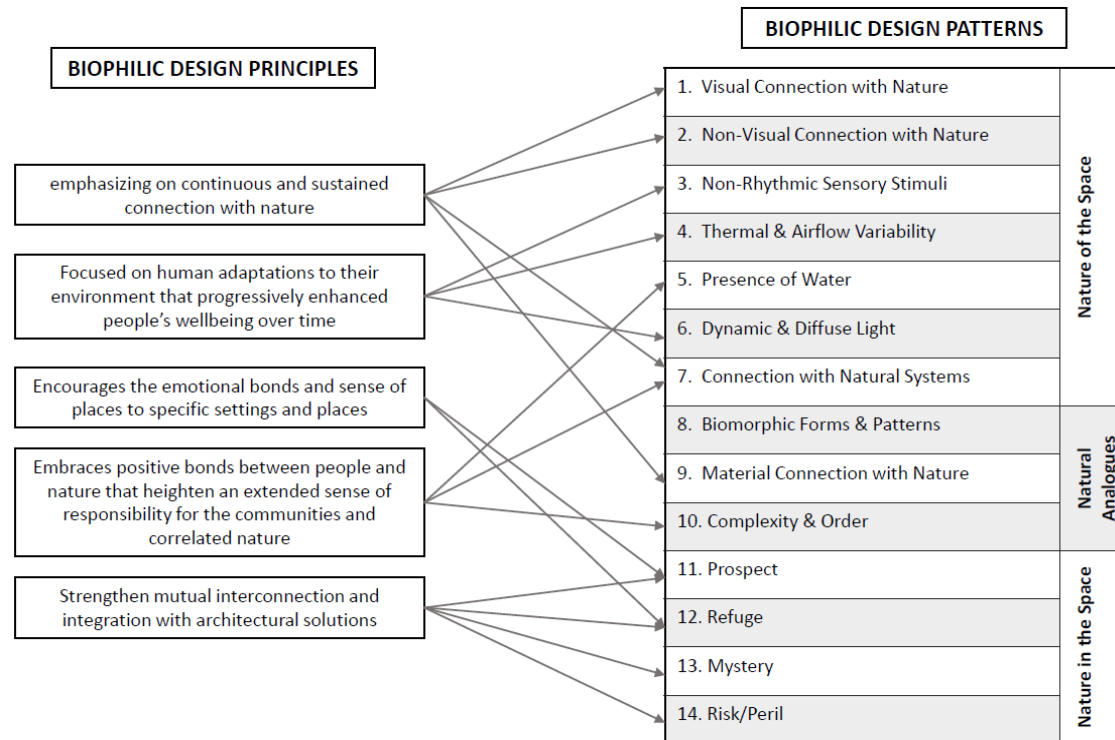 BIOPHILIC DESIGN PRINCIPLES
emphasizing on continuous and sustained
connection with nature
Focused on human adaptations to their
environment that progressively enhanced
people’s wellbeing over time
Encourages the emotional bonds and sense of
places to specific settings and places
Embraces positive bonds between people and
nature that heighten an extended sense of
responsibility for the communities and
correlated nature
Strengthen mutual interconnection and
integration with architectural solutions
BIOPHILIC DESIGN PATTERNS
1. Visual Connection with Nature
2. Non-Visual Connection with Nature
3. Non-Rhythmic Sensory Stimuli
4. Thermal & Airflow Variability
5. Presence of Water
6. Dynamic & Diffuse Light
7. Connection with Natural Systems
Nature of the Space
8. Biomorphic Forms & Patterns
9. Material Connection with Nature
10. Complexity & Order
Natural
Analogues
11. Prospect
12. Refuge
13. Mystery
14. Risk/Peril
Nature in the Space